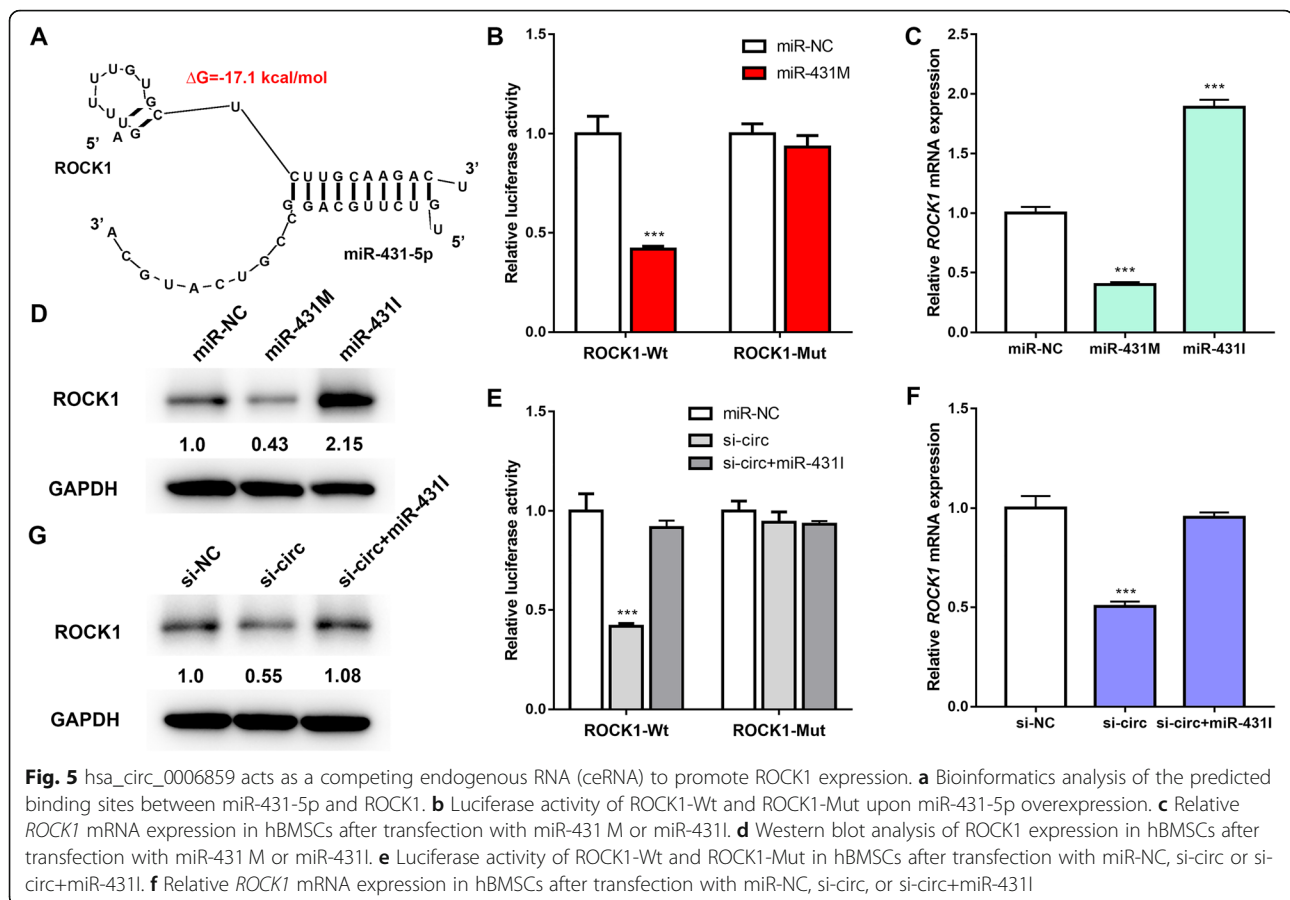 A
ΔG=-17.1 kcal/mol
U U G U G C U
U U U U G A
5'
ROCK1
C U U G C A A G A C U
3'
G A C G U U C U G U
5'
miR-431-5p
3'
A C G U A C U G C C G
B
Relative luciferase activity
1.5
1.0
0.5
0.0
miR-NC
miR-431M
***
ROCK1-Wt
ROCK1-Mut
C
Relative ROCK1 mRNA expression
2.5
2.0
1.5
1.0
0.5
0.0
***
***
miR-NC
miR-431M
miR-431I
D
miR-NC
miR-431M
miR-431I
ROCK1
1.0 0.43 2.15
GAPDH
E
Relative luciferase activity
1.5
1.0
0.5
0.0
miR-NC
si-circ
si-circ+miR-431I
***
ROCK1-Wt
ROCK1-Mut
F
Relative ROCK1 mRNA expression
1.5
1.0
0.5
0.0
***
si-NC
si-circ
si-circ+miR-431I
G
si-NC
si-circ
si-circ+miR-431I
ROCK1
1.0 0.55 1.08
GAPDH
Fig. 5 hsa_circ_0006859 acts as a competing endogenous RNA (ceRNA) to promote ROCK1 expression. a Bioinformatics analysis of the predicted
binding sites between miR-431-5p and ROCK1. b Luciferase activity of ROCK1-Wt and ROCK1-Mut upon miR-431-5p overexpression. c Relative
ROCK1 mRNA expression in hBMSCs after transfection with miR-431 M or miR-431I. d Western blot analysis of ROCK1 expression in hBMSCs after
transfection with miR-431 M or miR-431I. e Luciferase activity of ROCK1-Wt and ROCK1-Mut in hBMSCs after transfection with miR-NC, si-circ or si-
circ+miR-431I. f Relative ROCK1 mRNA expression in hBMSCs after transfection with miR-NC, si-circ, or si-circ+miR-431I